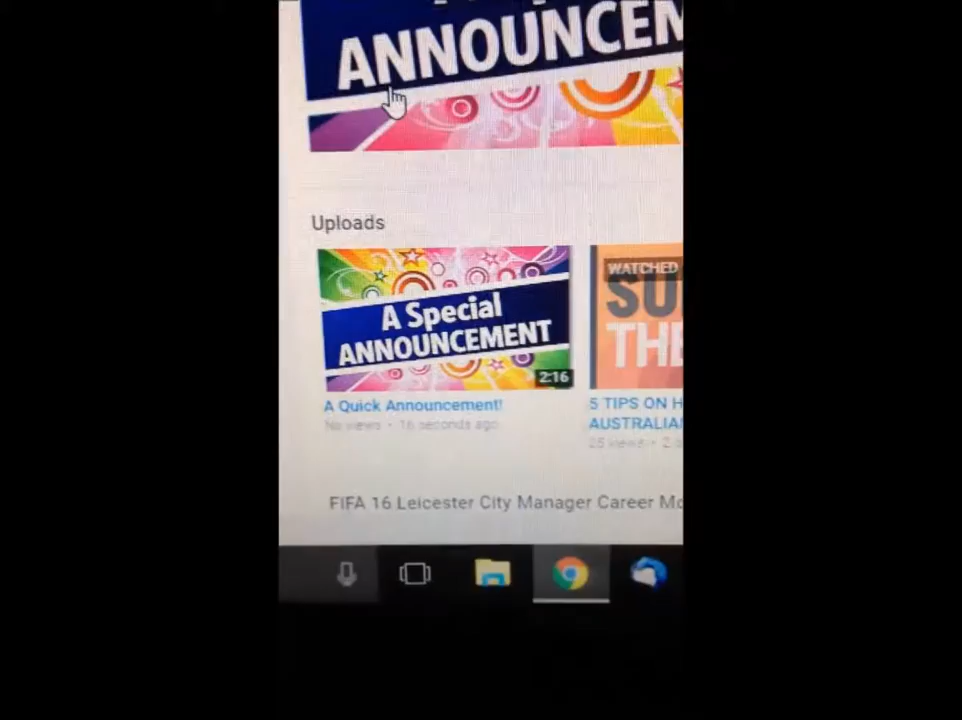 ANNOUNCEM
Uploads
A Special
ANNOUNCEMENT
2:16
A Quick Announcement!
No views • 16 seconds ago
WATCHED
SU
THE
5 TIPS ON H
AUSTRALIA
25 views • 2
FIFA 16 Leicester City Manager Career Mo